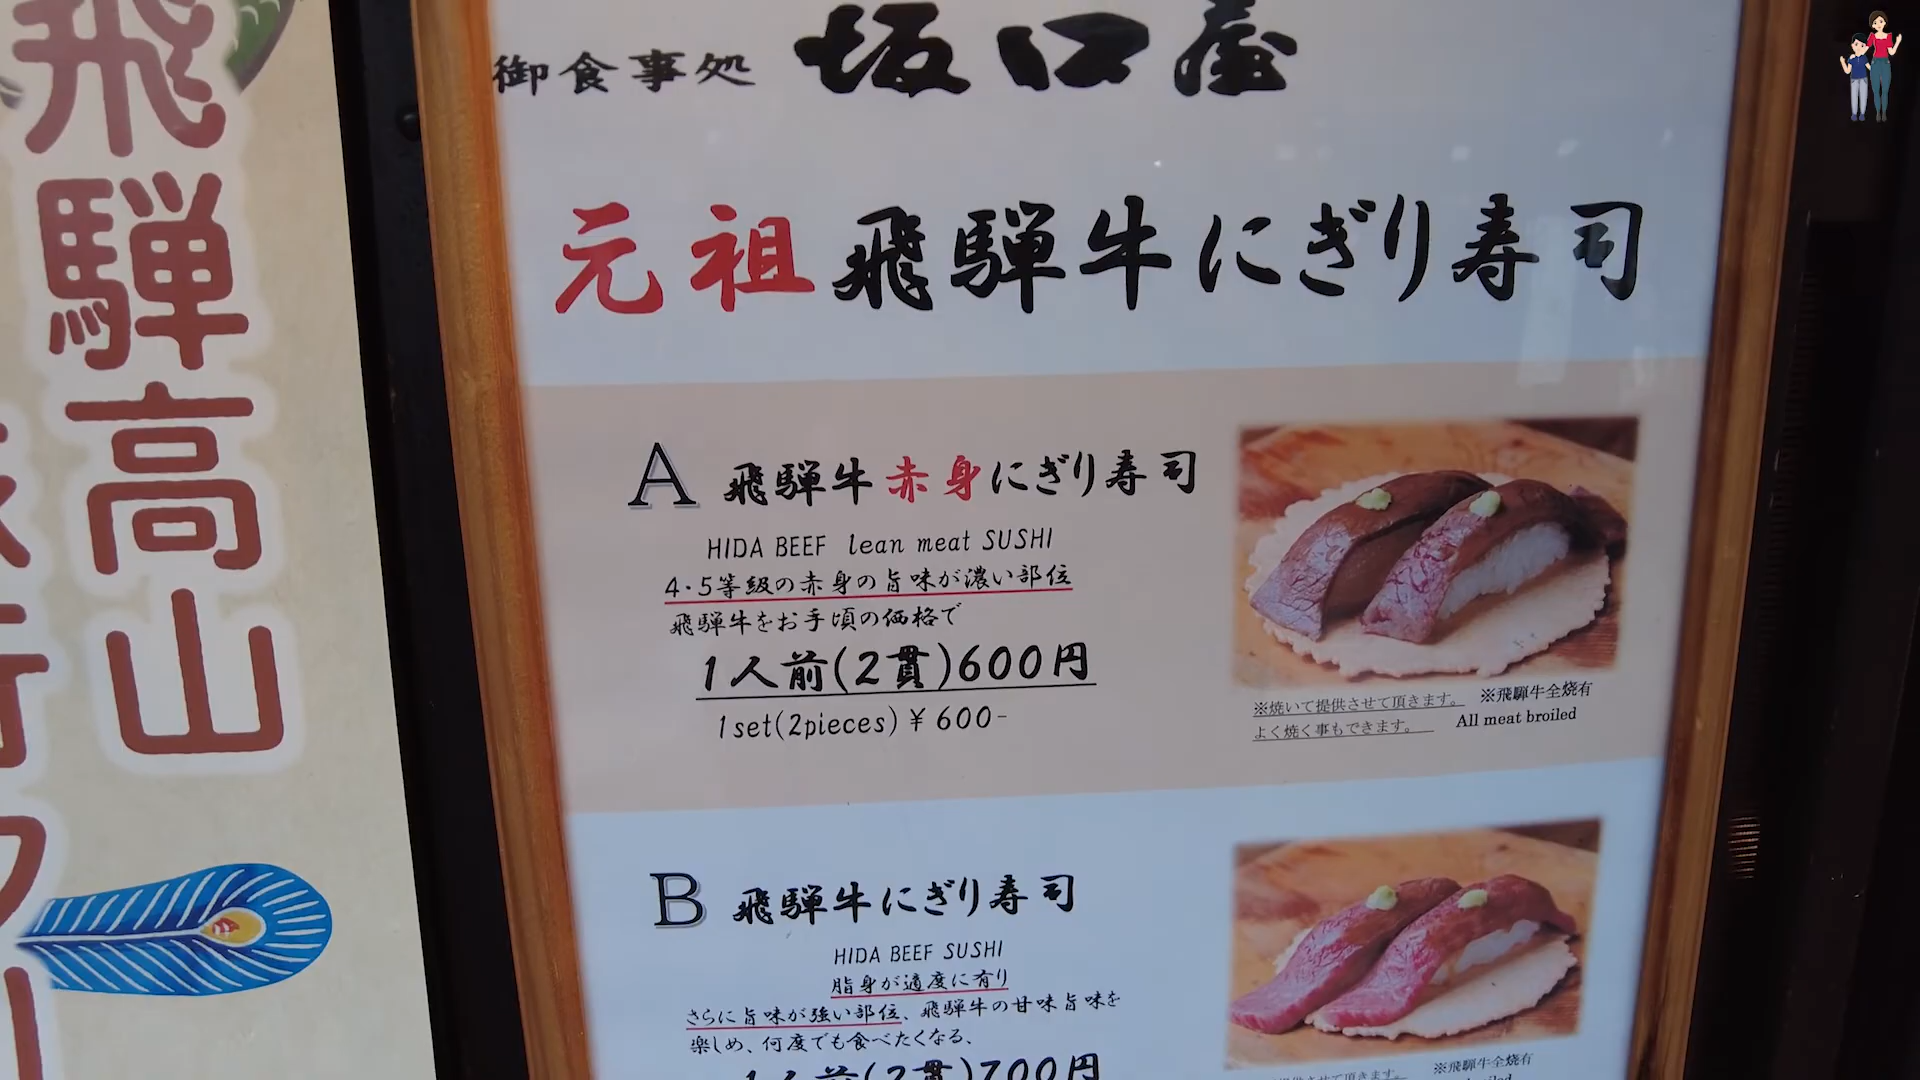 飛騨高山
御食事処 坂口屋
元祖飛騨牛にぎり寿司
A 飛騨牛赤身にぎり寿司
HIDA BEEF lean meat SUSHI
4・5等級の赤身の旨味が濃い部位
飛騨牛をお手頃の価格で
1人前(2貫)600円
1set(2pieces)¥600-
※焼いて提供させて頂きます。 ※飛騨牛全焼有
よく焼く事もできます。 All meat broiled
B 飛騨牛にぎり寿司
HIDA BEEF SUSHI
脂身が適度に有り
さらに旨味が強い部位、飛騨牛の甘味旨味を
楽しめ、何度でも食べたくなる、
1人前(2貫)700円
※飛騨牛全焼有